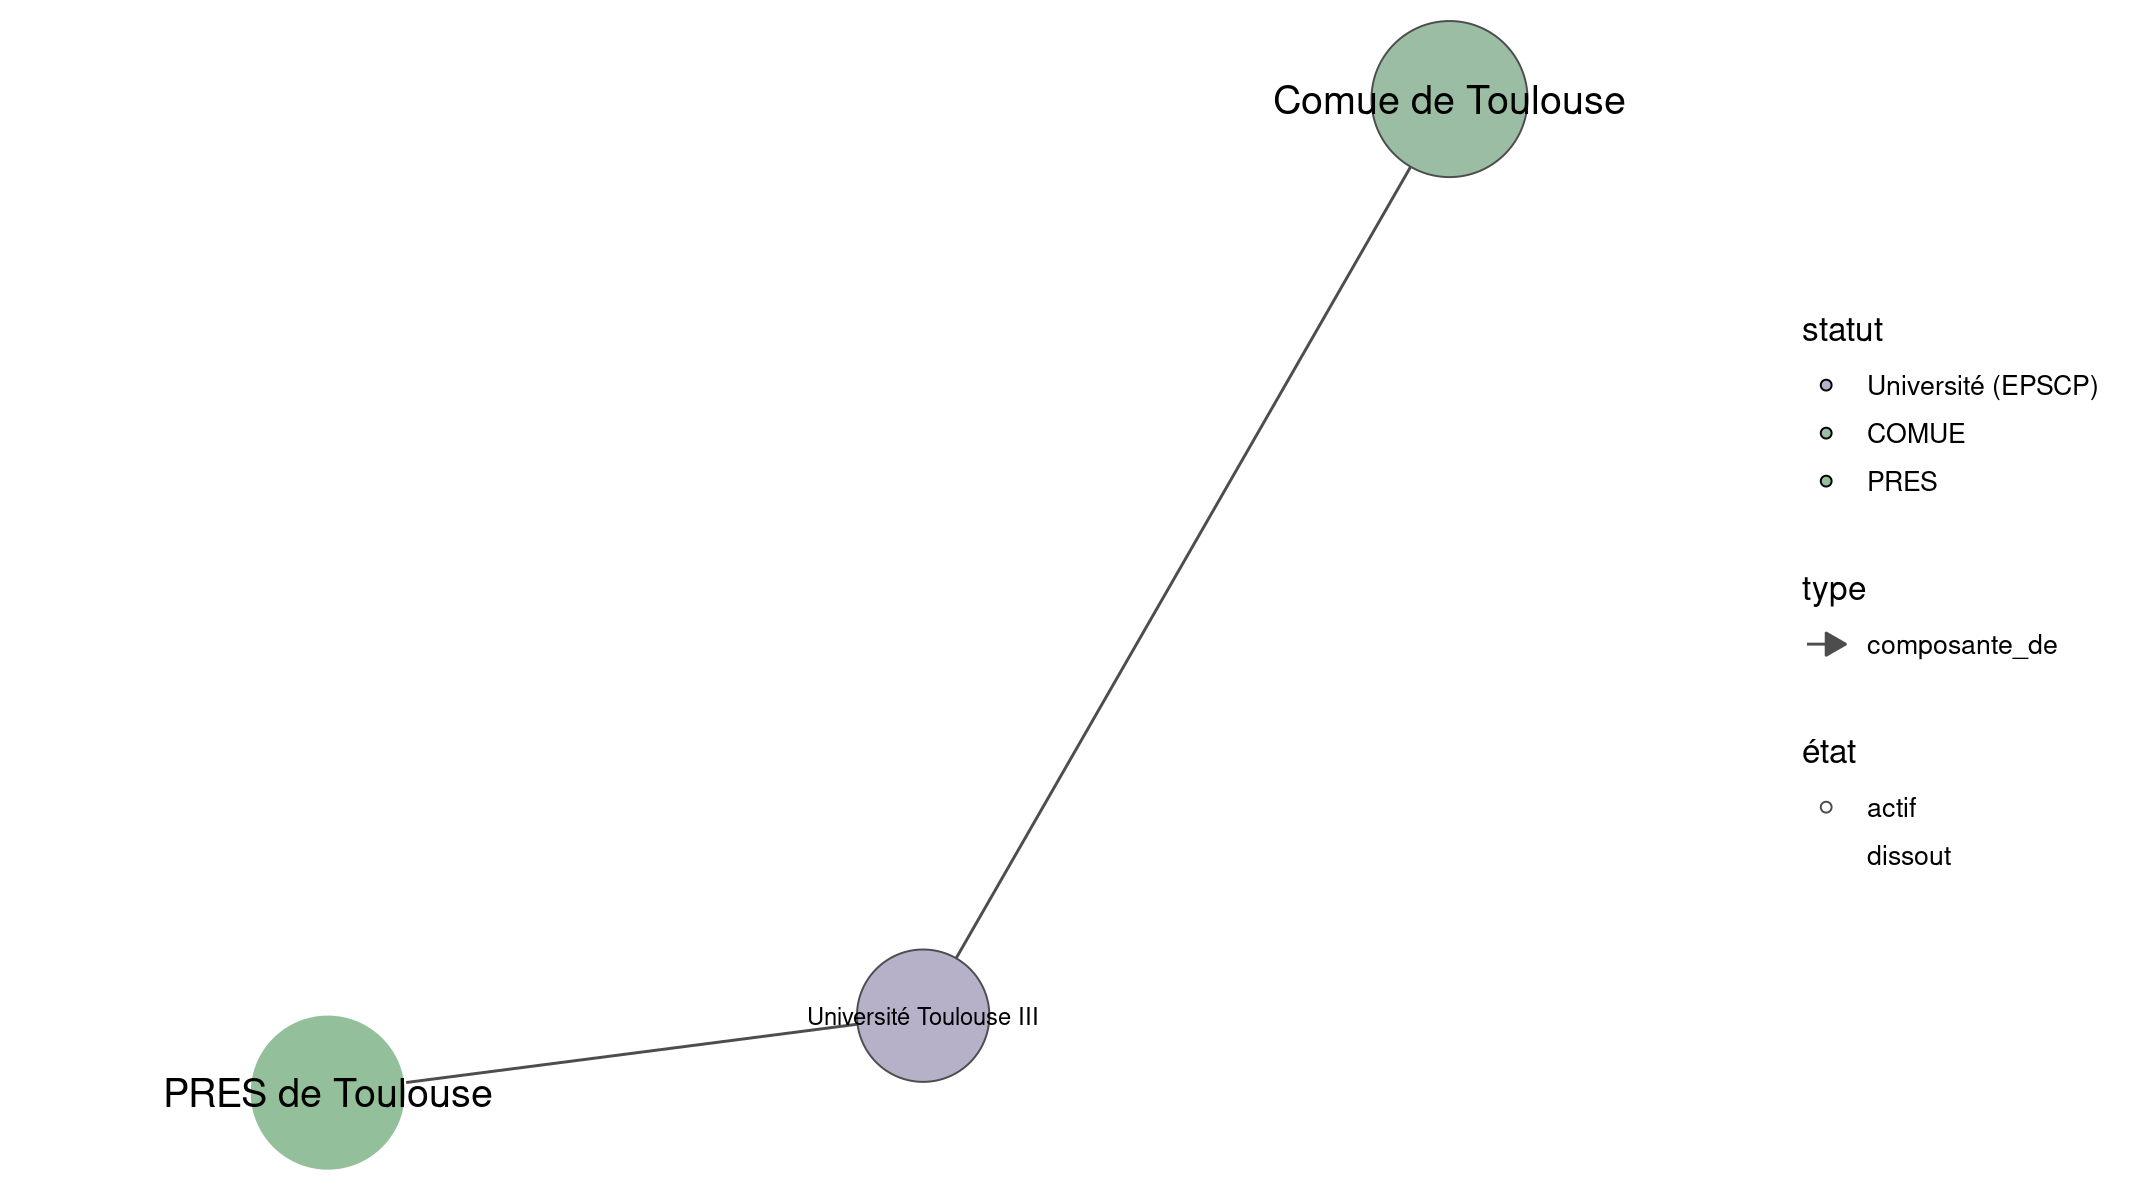 Comue de Toulouse
Université Toulouse III
PRES de Toulouse
statut
Université (EPSCP)
COMUE
PRES
type
composante_de
état
actif
dissout